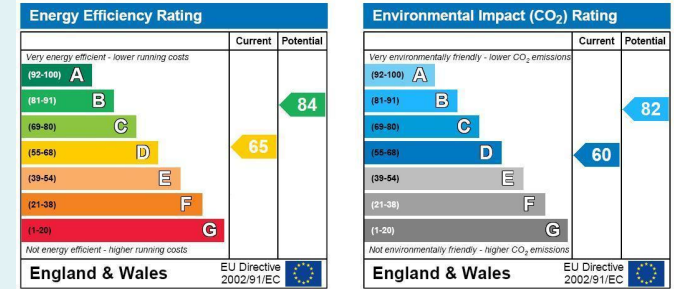 Energy Efficiency Rating
Current Potential
Very energy efficient - lower running costs
(92-100) A
(81-91) B
84
(69-80) C
(55-68) D
65
(39-54) E
(21-38) F
(1-20) G
Not energy efficient - higher running costs
England & Wales
EU Directive
2002/91/EC
Environmental Impact (CO₂) Rating
Current Potential
Very environmentally friendly - lower CO₂ emissions
(92-100) A
(81-91) B
82
(69-80) C
(55-68) D
60
(39-54) E
(21-38) F
(1-20) G
Not environmentally friendly - higher CO₂ emissions
England & Wales
EU Directive
2002/91/EC